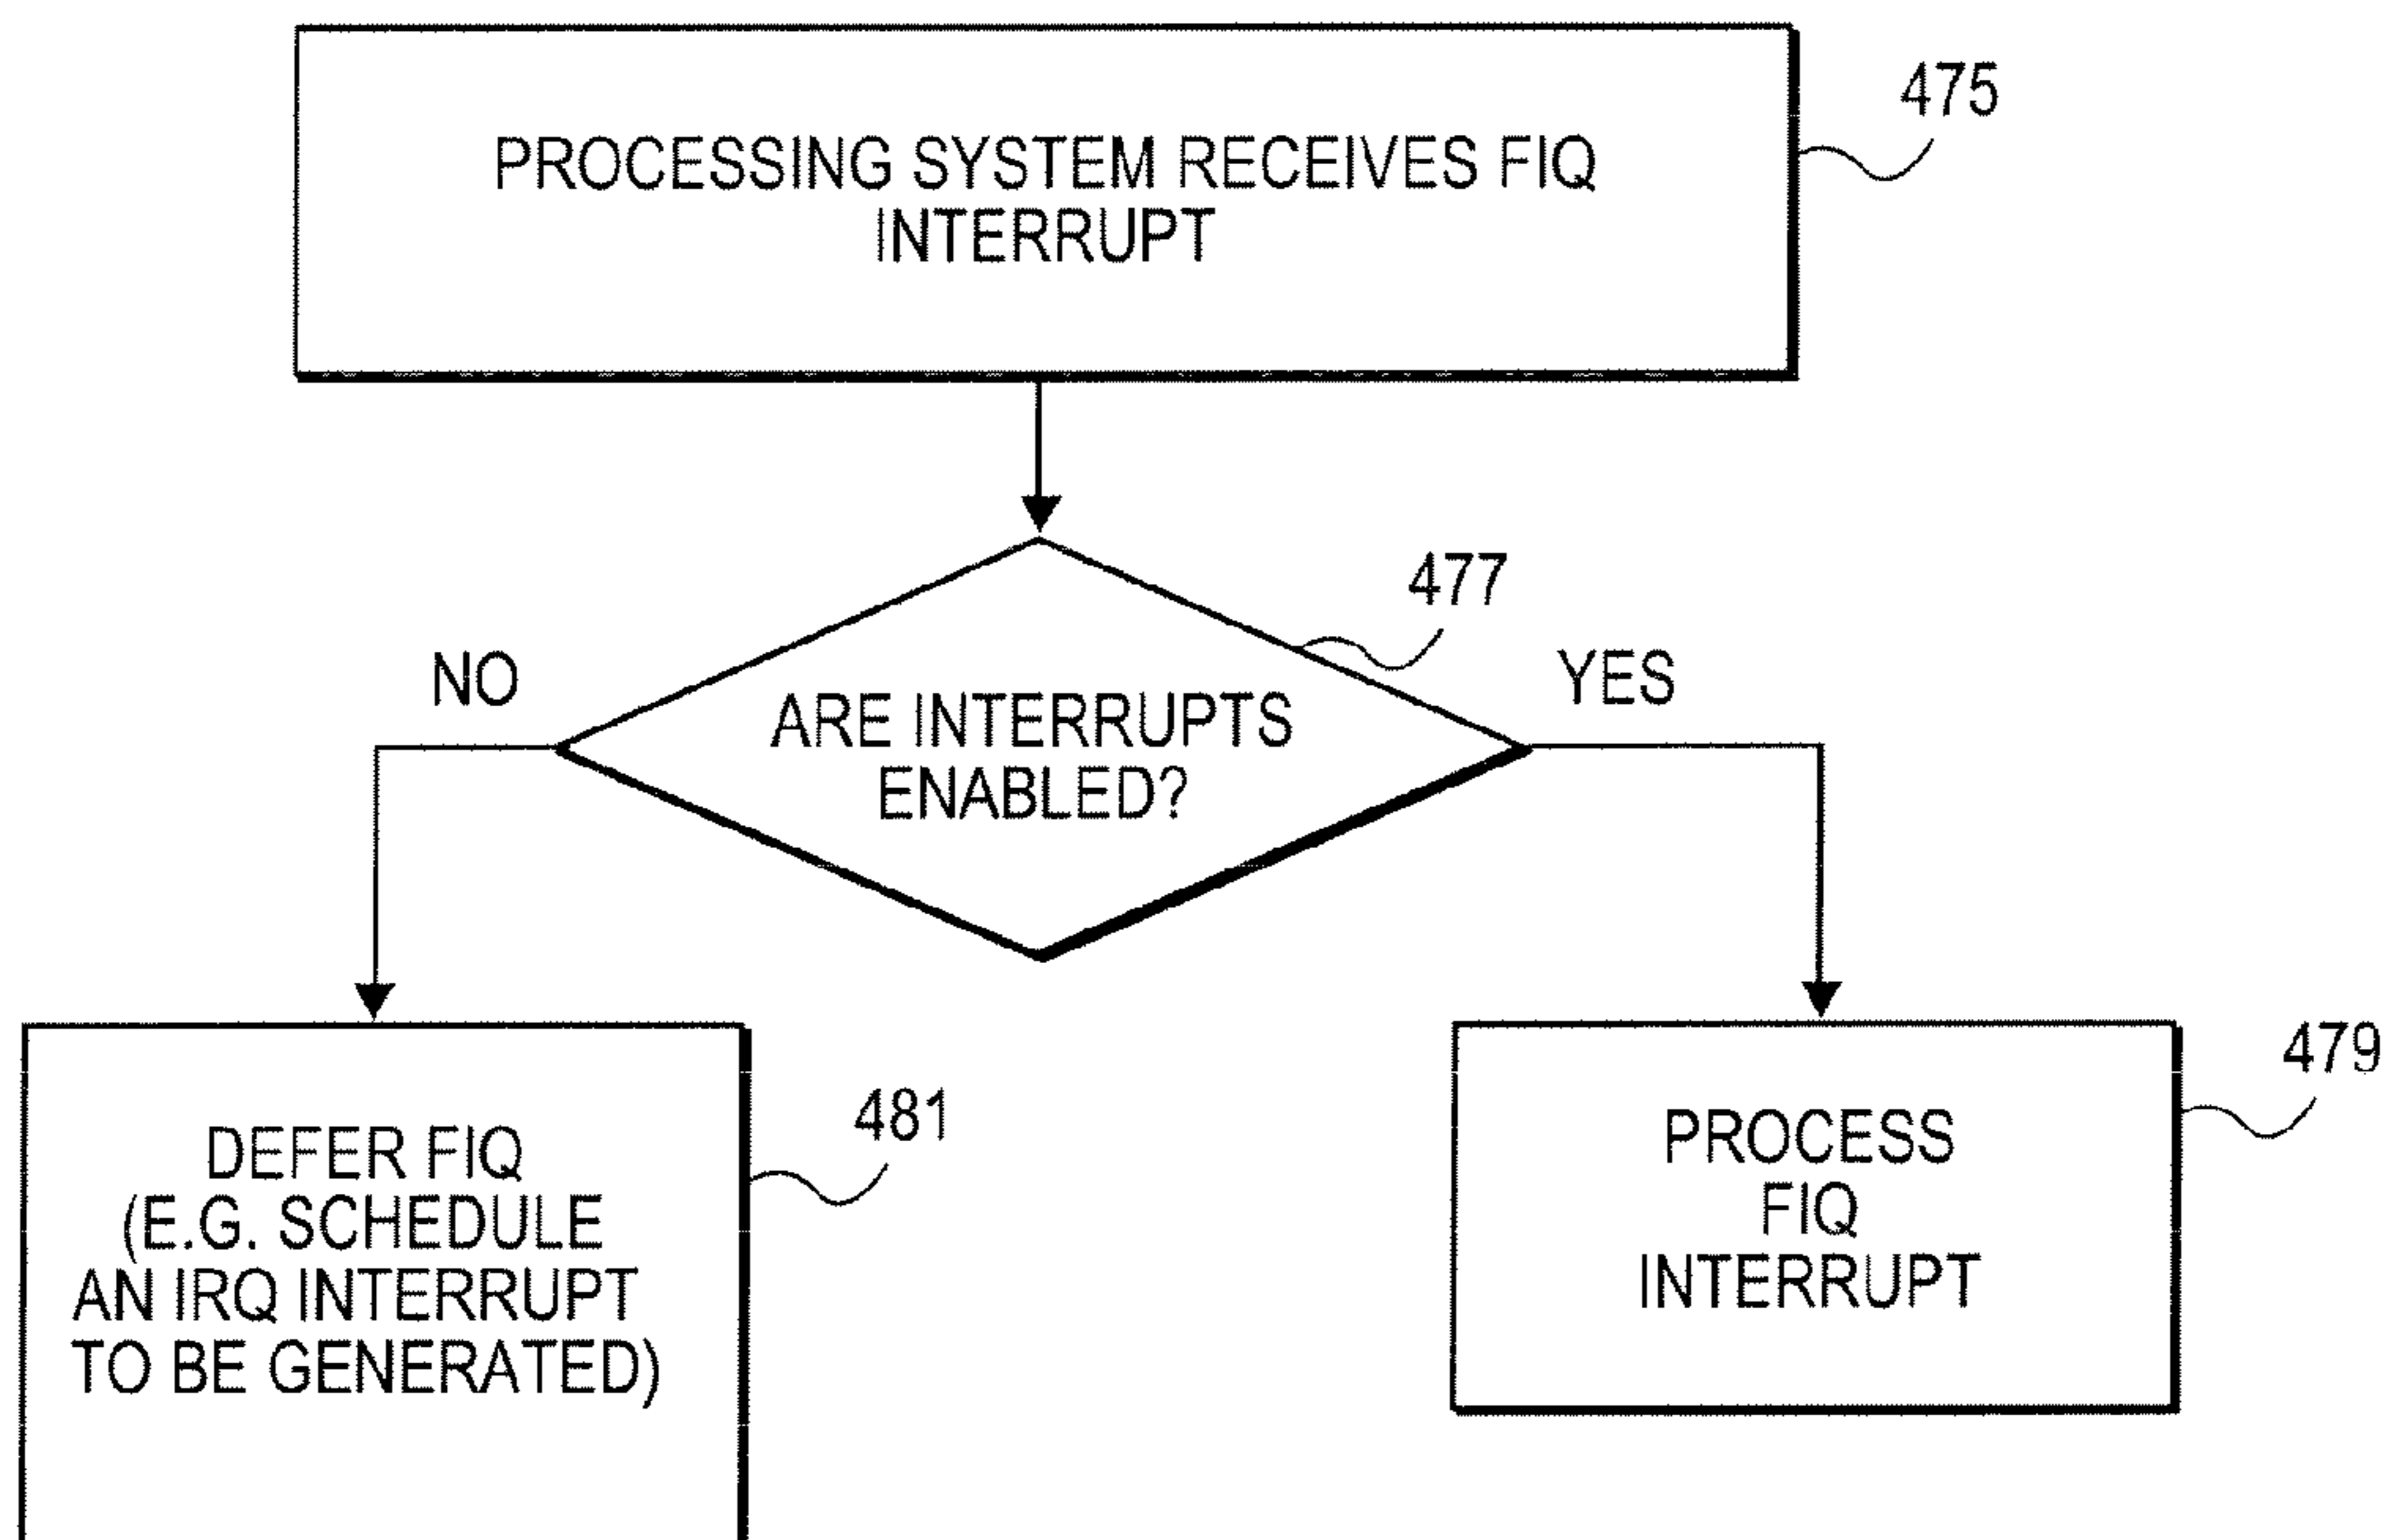 PROCESSING SYSTEM RECEIVES FIQ
INTERRUPT
475
477
NO
YES
ARE INTERRUPTS
ENABLED?
DEFER FIQ
(E.G. SCHEDULE
AN IRQ INTERRUPT
TO BE GENERATED)
481
PROCESS
FIQ
INTERRUPT
479